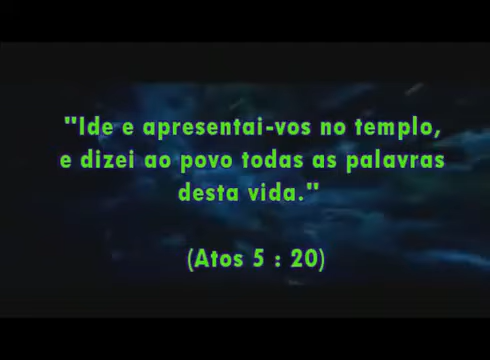 "Ide e apresentai-vos no templo,
e dizei ao povo todas as palavras
desta vida."
(Atos 5 : 20)